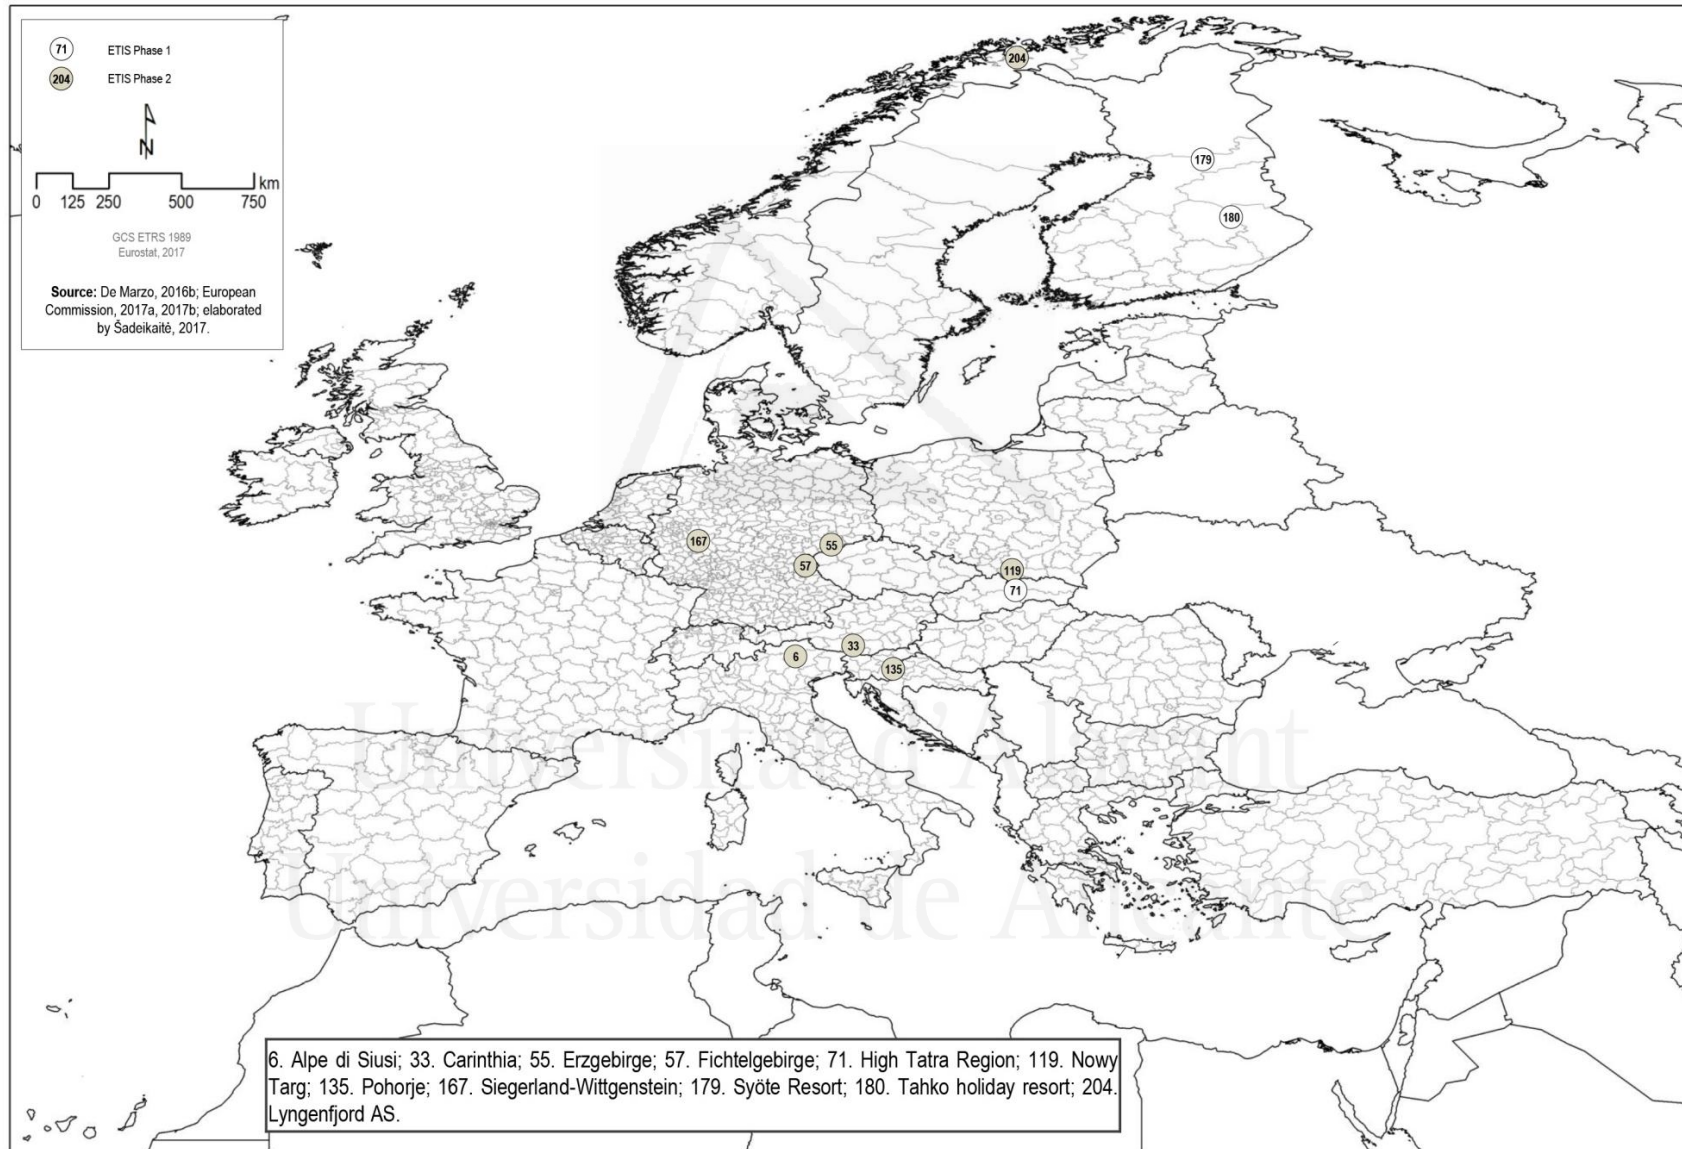 71 ETIS Phase 1
204 ETIS Phase 2
N
km
0 125 250 500 750
GCS ETRS 1989
Eurostat, 2017
Source: De Marzo, 2016b; European
Commission, 2017a, 2017b; elaborated
by Šadeikaitė, 2017.
204
179
180
167
55
57
119
71
33
6
135
Universitat d'Alacant
Universidad de Alicante
6. Alpe di Siusi; 33. Carinthia; 55. Erzgebirge; 57. Fichtelgebirge; 71. High Tatra Region; 119. Nowy
Targ; 135. Pohorje; 167. Siegerland-Wittgenstein; 179. Syöte Resort; 180. Tahko holiday resort; 204.
Lyngenfjord AS.